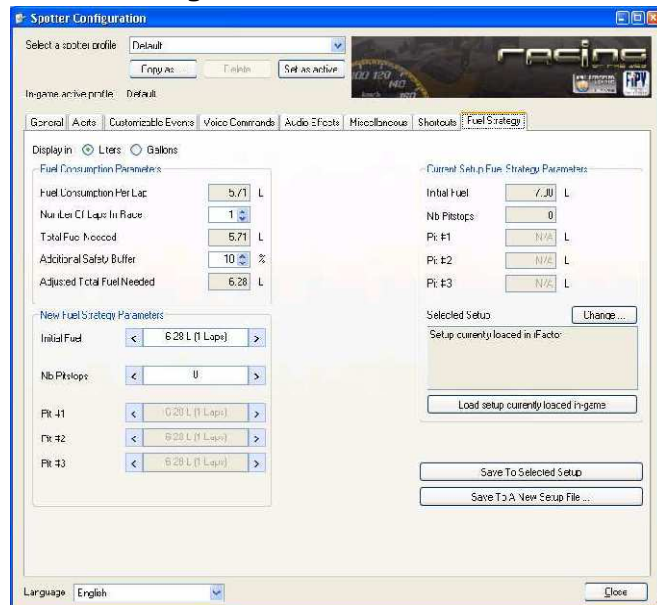 Spotter Configuration
Select a spotter profile Default
Copy as ... Delete Set as active
In-game active profile Default
racing
FIPV
General Alerts Customizable Events Voice Commands Audio Effects Miscellaneous Shortcuts Fuel Strategy
Display in Liters Gallons
Fuel Consumption Parameters
Fuel Consumption Per Lap 5.71 L
Number Of Laps In Race 1
Total Fuel Needed 5.71 L
Additional Safety Buffer 10 %
Adjusted Total Fuel Needed 6.28 L
New Fuel Strategy Parameters
Initial Fuel < 6.28 L (1 Laps) >
Nb Pitstops < 0 >
Pit #1 < 6.28 L (1 Laps) >
Pit #2 < 6.28 L (1 Laps) >
Pit #3 < 6.28 L (1 Laps) >
Current Setup Fuel Strategy Parameters
Initial Fuel 7.00 L
Nb Pitstops 0
Pit #1 N/A L
Pit #2 N/A L
Pit #3 N/A L
Selected Setup Change ...
Setup currently loaded in rFactor
Load setup currently loaded in-game
Save To Selected Setup
Save To A New Setup File ...
Language English
Close